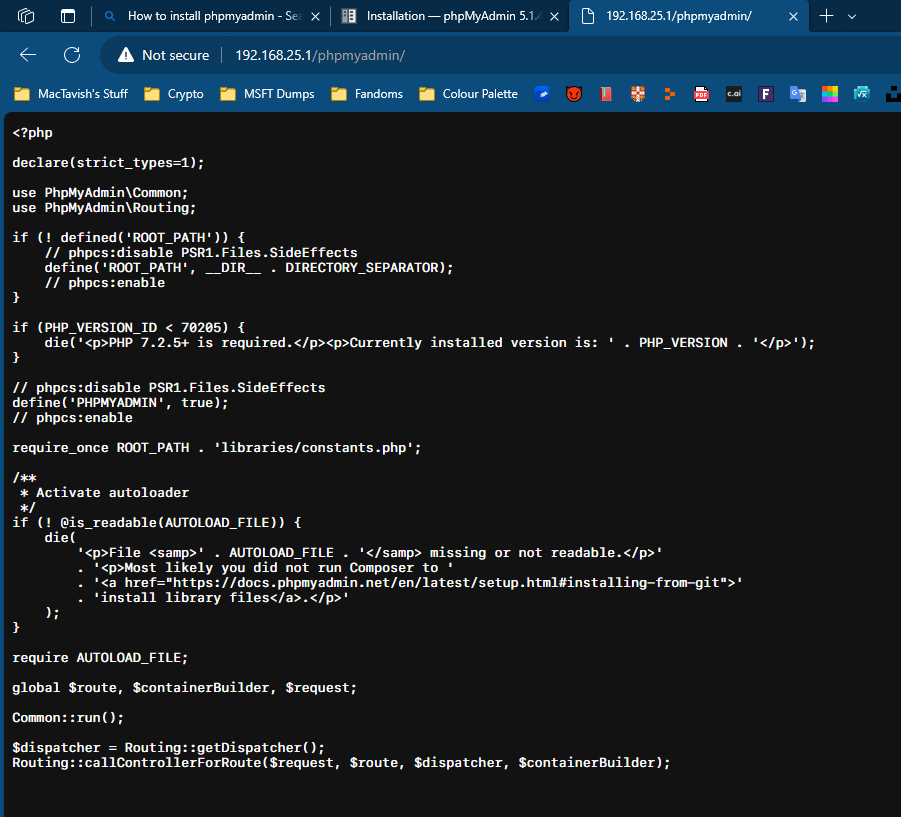 How to install phpmyadmin - Sea
Installation — phpMyAdmin 5.1.4
192.168.25.1/phpmyadmin/
Not secure
192.168.25.1/phpmyadmin/
MacTavish's Stuff
Crypto
MSFT Dumps
Fandoms
Colour Palette
PDF
c.ai
F
<?php
declare(strict_types=1);
use PhpMyAdmin\Common;
use PhpMyAdmin\Routing;
if (! defined('ROOT_PATH')) {
    // phpcs:disable PSR1.Files.SideEffects
    define('ROOT_PATH', __DIR__ . DIRECTORY_SEPARATOR);
    // phpcs:enable
}
if (PHP_VERSION_ID < 70205) {
    die('<p>PHP 7.2.5+ is required.</p><p>Currently installed version is: ' . PHP_VERSION . '</p>');
}
// phpcs:disable PSR1.Files.SideEffects
define('PHPMYADMIN', true);
// phpcs:enable
require_once ROOT_PATH . 'libraries/constants.php';
/**
 * Activate autoloader
 */
if (! @is_readable(AUTOLOAD_FILE)) {
    die(
        '<p>File <samp>' . AUTOLOAD_FILE . '</samp> missing or not readable.</p>'
        . '<p>Most likely you did not run Composer to '
        . '<a href="https://docs.phpmyadmin.net/en/latest/setup.html#installing-from-git">'
        . 'install library files</a>.</p>'
    );
}
require AUTOLOAD_FILE;
global $route, $containerBuilder, $request;
Common::run();
$dispatcher = Routing::getDispatcher();
Routing::callControllerForRoute($request, $route, $dispatcher, $containerBuilder);